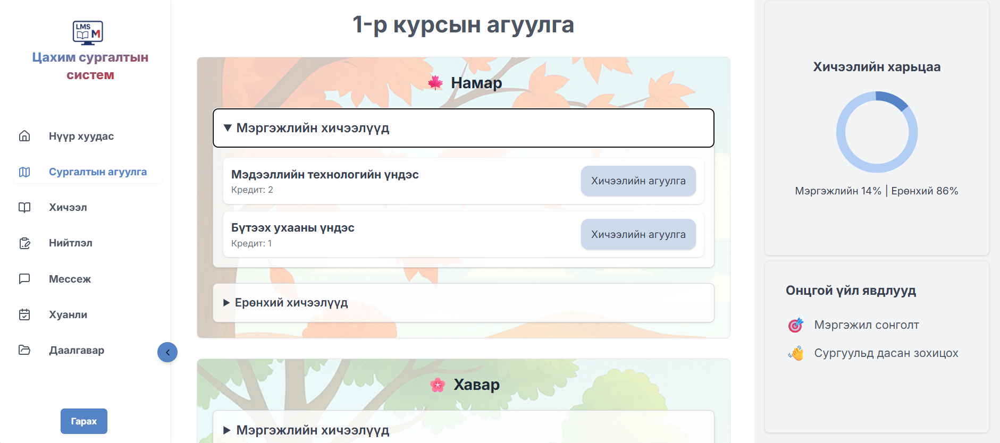 LMS
M
Цахим сургалтын
систем
Нүүр хуудас
Сургалтын агуулга
Хичээл
Нийтлэл
Мессеж
Хуанли
Даалгавар
Гарах
1-р курсын агуулга
Намар
Мэргэжлийн хичээлүүд
Мэдээллийн технологийн үндэс
Кредит: 2
Хичээлийн агуулга
Бүтээх ухааны үндэс
Кредит: 1
Хичээлийн агуулга
Ерөнхий хичээлүүд
Хавар
Мэргэжлийн хичээлүүд
Хичээлийн харьцаа
Мэргэжлийн 14% | Ерөнхий 86%
Онцгой үйл явдлууд
Мэргэжил сонголт
Сургуульд дасан зохицох